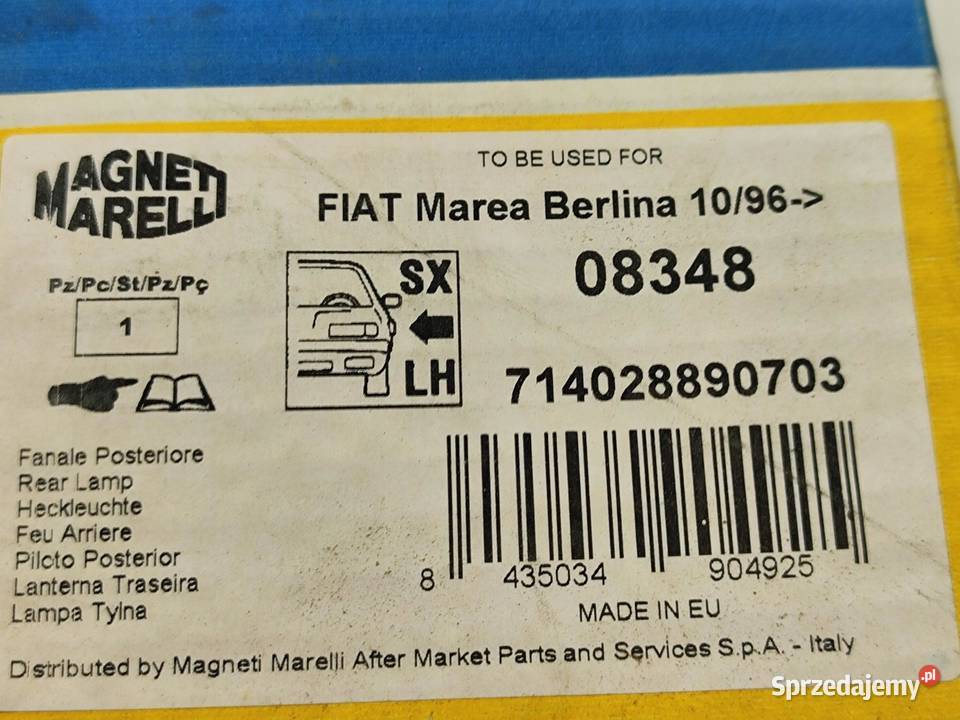 MAGNETI
MARELLI
TO BE USED FOR
FIAT Marea Berlina 10/96->
08348
Pz/Pc/St/Pz/Pç
1
SX
LH
714028890703
Fanale Posteriore
Rear Lamp
Heckleuchte
Feu Arriere
Piloto Posterior
Lanterna Traseira
Lampa Tylna
8 435034 904925
MADE IN EU
Distributed by Magneti Marelli After Market Parts and Services S.p.A. - Italy
Sprzedajemy.pl